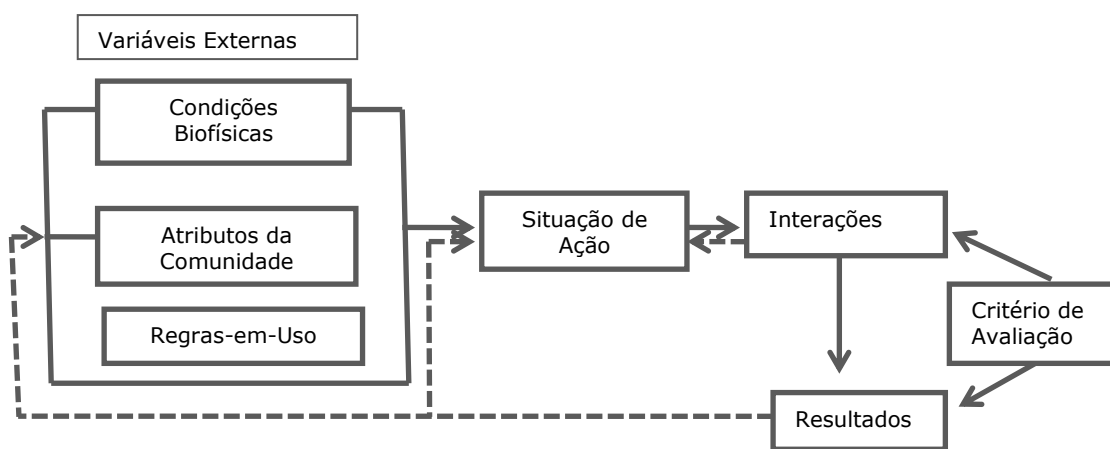 Variáveis Externas
Condições
Biofísicas
Atributos da
Comunidade
Regras-em-Uso
Situação de
Ação
Interações
Critério de
Avaliação
Resultados